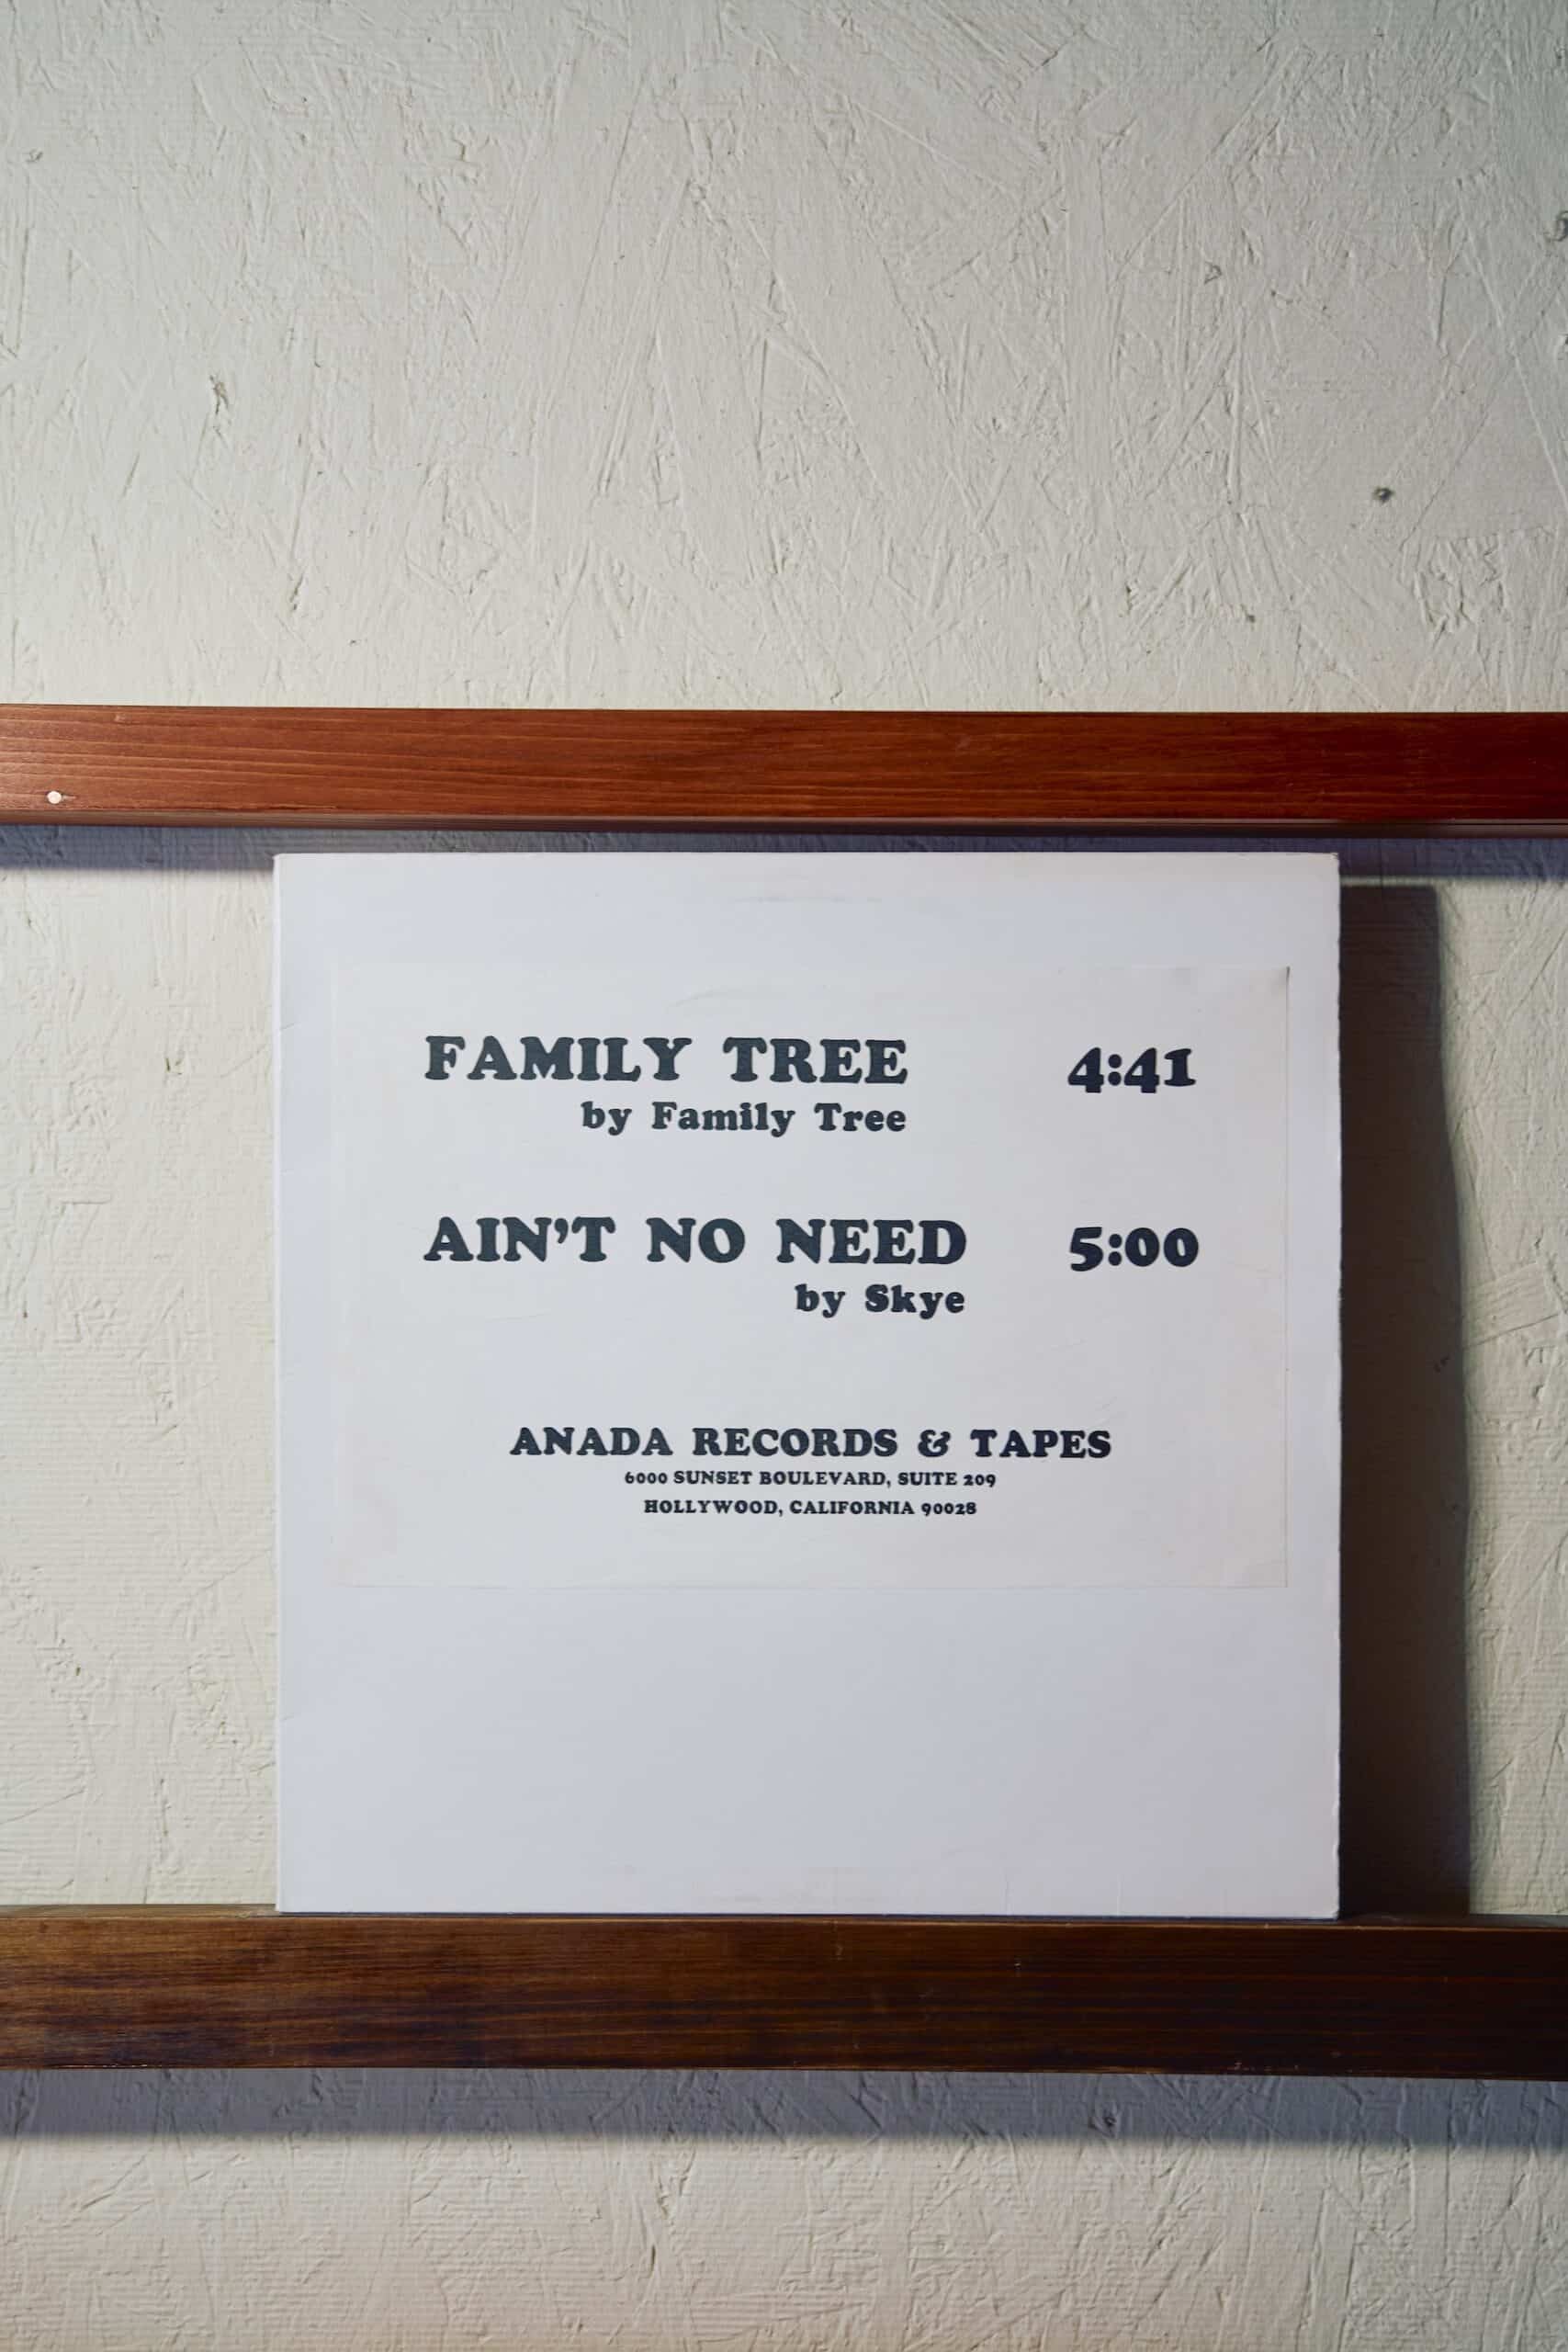 FAMILY TREE 4:41
by Family Tree
AIN'T NO NEED 5:00
by Skye
ANADA RECORDS & TAPES
6000 SUNSET BOULEVARD, SUITE 209
HOLLYWOOD, CALIFORNIA 90028